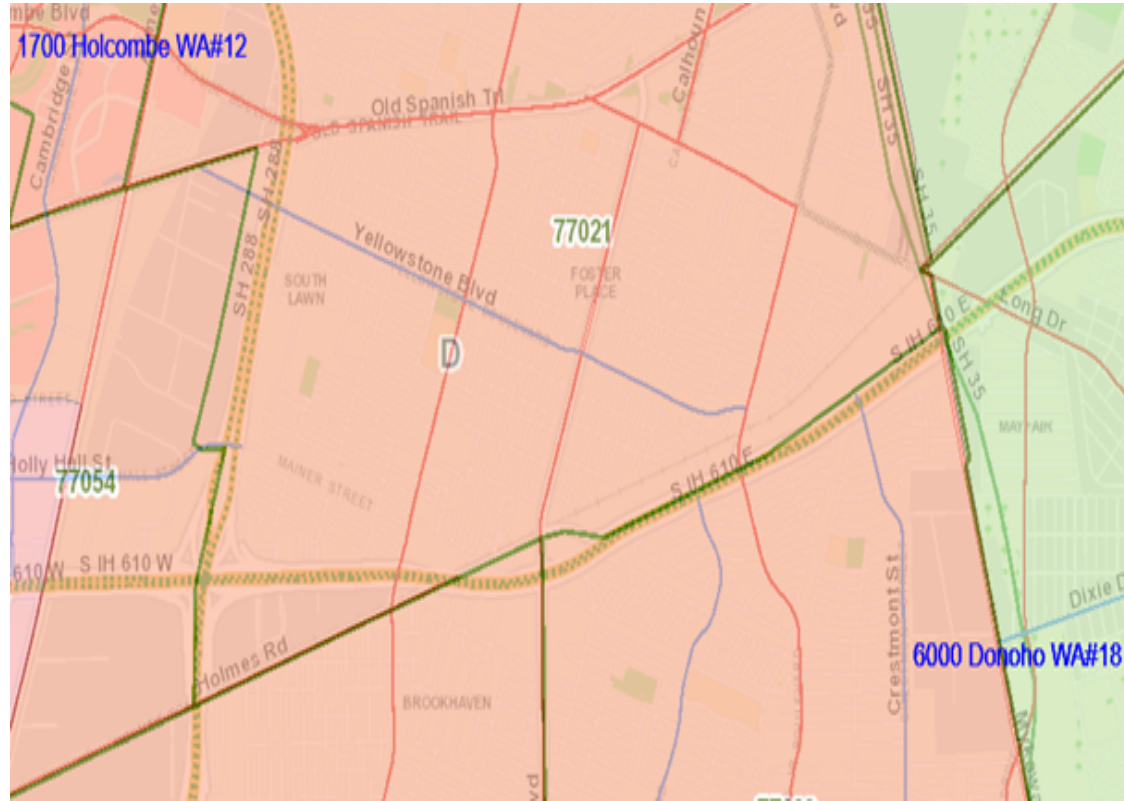 mbe Blvd
1700 Holcombe WA#12
Cambridge
Old Spanish Trl
OLD SPANISH TRAIL
Calhoun
SH 35
SH 35
SH 35
SH 288
SH 288
77021
Yellowstone Blvd
SOUTH
LAWN
FOSTER
PLACE
D
Long Dr
S IH 610 E
SH 35
MAINER STREET
Holly Hall St
77054
S IH 610 E
610 W
S IH 610 W
Crestmont St
Dixie D
Holmes Rd
6000 Donoho WA#18
BROOKHAVEN